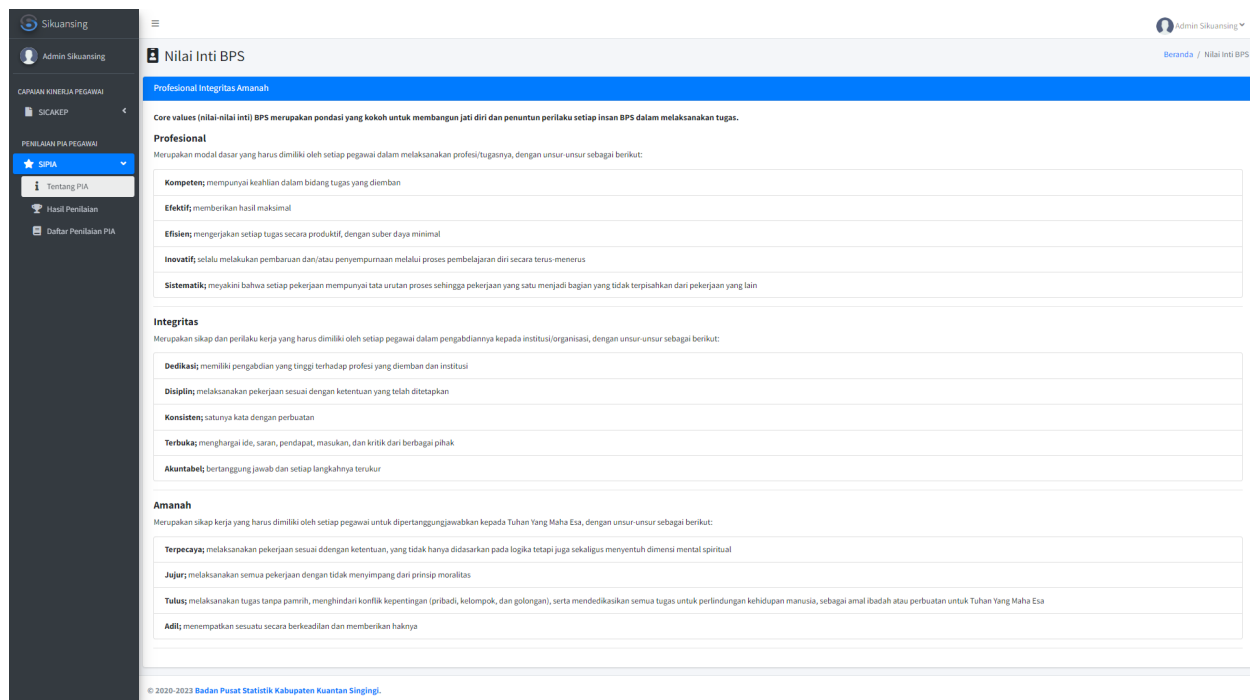 Sikuansing
Admin Sikuansing
Admin Sikuansing
CAPAIAN KINERJA PEGAWAI
SICAKEP
PENILAIAN PIA PEGAWAI
SIPIA
Tentang PIA
Hasil Penilaian
Daftar Penilaian PIA
Nilai Inti BPS
Beranda / Nilai Inti BPS
Profesional Integritas Amanah
Core values (nilai-nilai inti) BPS merupakan pondasi yang kokoh untuk membangun jati diri dan penuntun perilaku setiap insan BPS dalam melaksanakan tugas.
Profesional
Merupakan modal dasar yang harus dimiliki oleh setiap pegawai dalam melaksanakan profesi/tugasnya, dengan unsur-unsur sebagai berikut:
Kompeten; mempunyai keahlian dalam bidang tugas yang diemban
Efektif; memberikan hasil maksimal
Efisien; mengerjakan setiap tugas secara produktif, dengan suber daya minimal
Inovatif; selalu melakukan pembaruan dan/atau penyempurnaan melalui proses pembelajaran diri secara terus-menerus
Sistematik; meyakini bahwa setiap pekerjaan mempunyai tata urutan proses sehingga pekerjaan yang satu menjadi bagian yang tidak terpisahkan dari pekerjaan yang lain
Integritas
Merupakan sikap dan perilaku kerja yang harus dimiliki oleh setiap pegawai dalam pengabdiannya kepada institusi/organisasi, dengan unsur-unsur sebagai berikut:
Dedikasi; memiliki pengabdian yang tinggi terhadap profesi yang diemban dan institusi
Disiplin; melaksanakan pekerjaan sesuai dengan ketentuan yang telah ditetapkan
Konsisten; satunya kata dengan perbuatan
Terbuka; menghargai ide, saran, pendapat, masukan, dan kritik dari berbagai pihak
Akuntabel; bertanggung jawab dan setiap langkahnya terukur
Amanah
Merupakan sikap kerja yang harus dimiliki oleh setiap pegawai untuk dipertanggungjawabkan kepada Tuhan Yang Maha Esa, dengan unsur-unsur sebagai berikut:
Terpecaya; melaksanakan pekerjaan sesuai ddengan ketentuan, yang tidak hanya didasarkan pada logika tetapi juga sekaligus menyentuh dimensi mental spiritual
Jujur; melaksanakan semua pekerjaan dengan tidak menyimpang dari prinsip moralitas
Tulus; melaksanakan tugas tanpa pamrih, menghindari konflik kepentingan (pribadi, kelompok, dan golongan), serta mendedikasikan semua tugas untuk perlindungan kehidupan manusia, sebagai amal ibadah atau perbuatan untuk Tuhan Yang Maha Esa
Adil; menempatkan sesuatu secara berkeadilan dan memberikan haknya
© 2020-2023 Badan Pusat Statistik Kabupaten Kuantan Singingi.